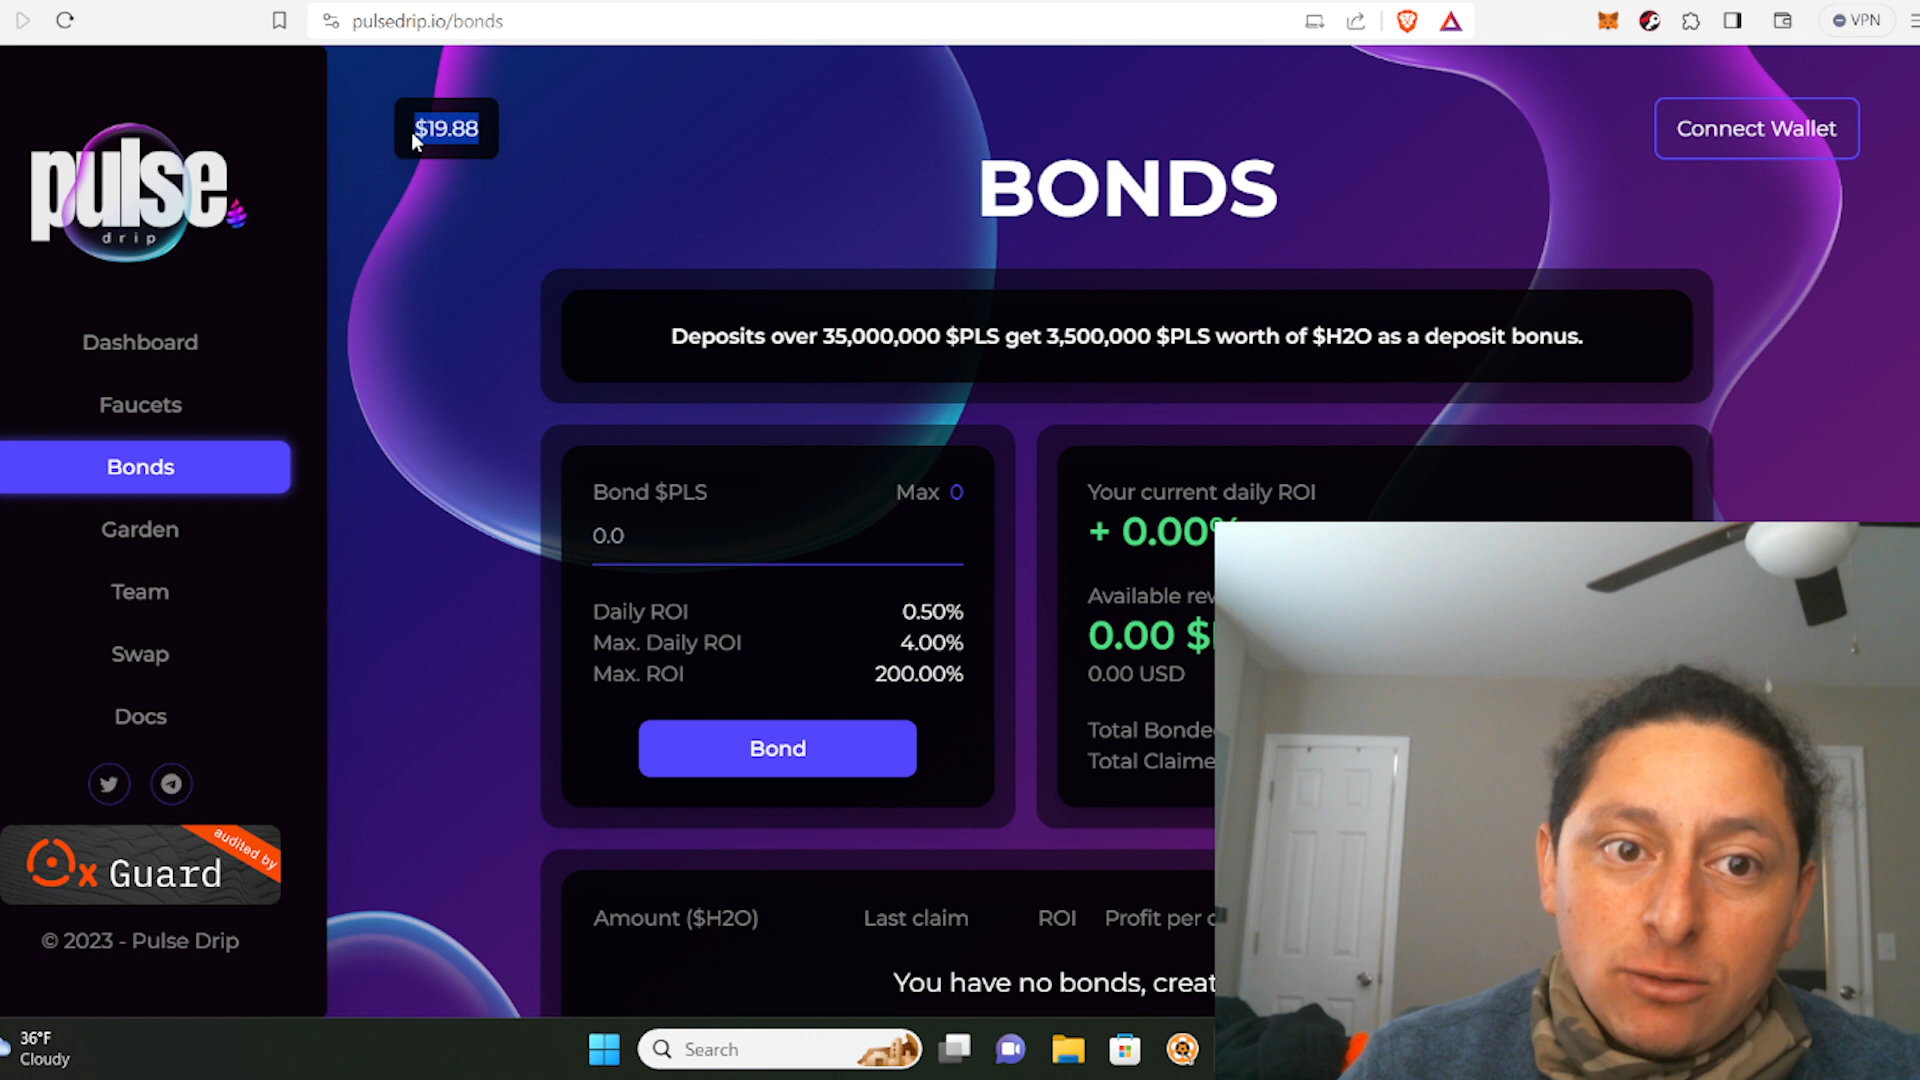 pulsedrip.io/bonds
VPN
pulse
drip
$19.88
Connect Wallet
BONDS
Dashboard
Faucets
Bonds
Garden
Team
Swap
Docs
Deposits over 35,000,000 $PLS get 3,500,000 $PLS worth of $H2O as a deposit bonus.
Bond $PLS
Max 0
0.0
Daily ROI 0.50%
Max. Daily ROI 4.00%
Max. ROI 200.00%
Bond
Your current daily ROI
+ 0.00%
Available
0.00
0.00 USD
Total
Total
audited by
0x Guard
© 2023 - Pulse Drip
Amount ($H2O) Last claim ROI Profit per
You have no bonds,
36°F
Cloudy
Search